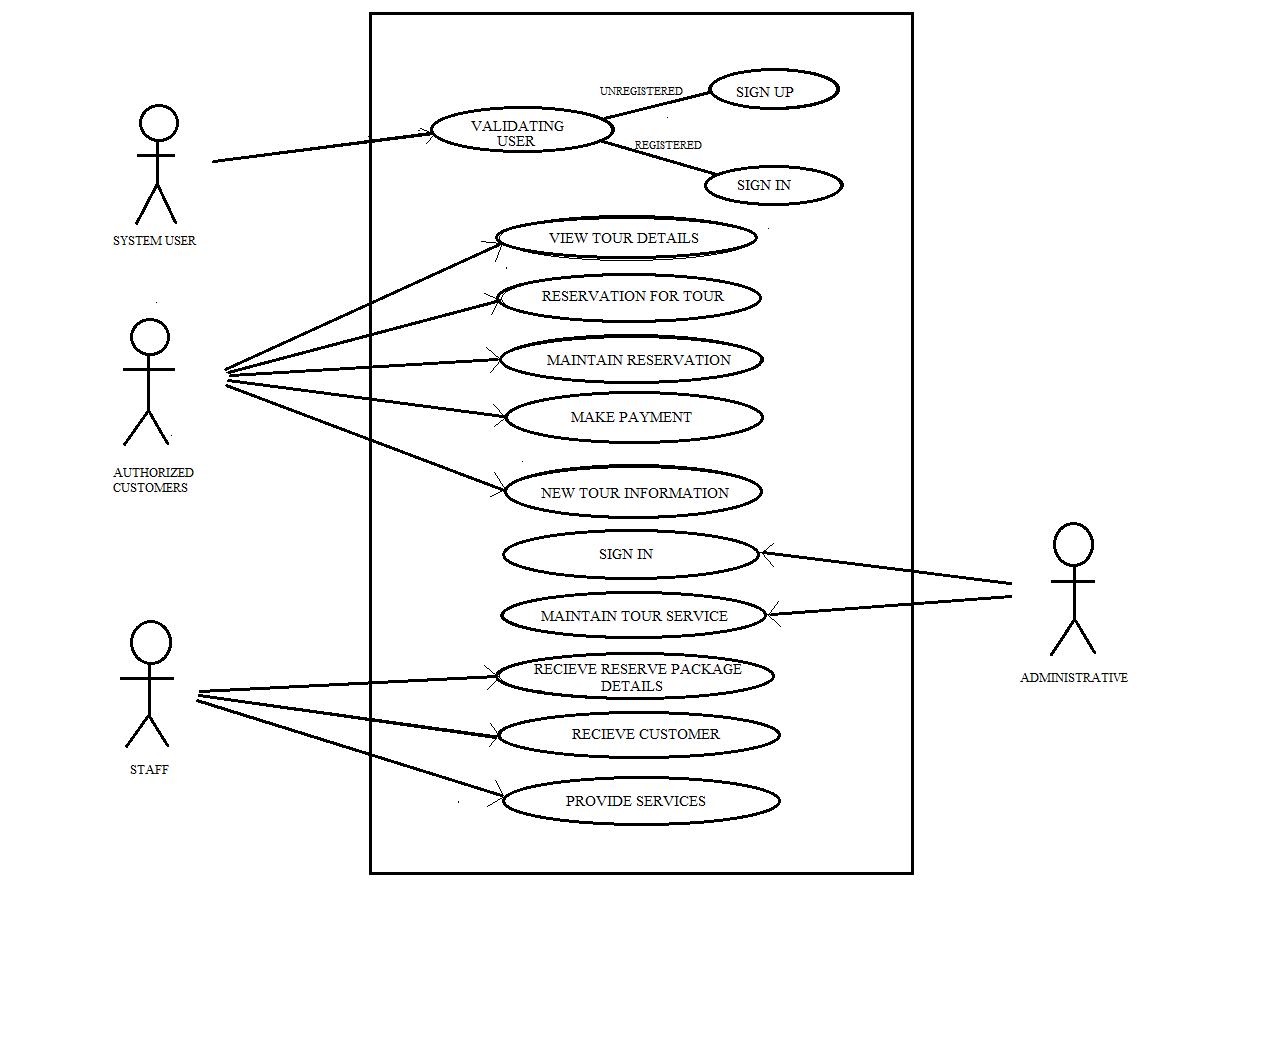 UNREGISTERED
SIGN UP
VALIDATING
USER
REGISTERED
SIGN IN
SYSTEM USER
VIEW TOUR DETAILS
RESERVATION FOR TOUR
MAINTAIN RESERVATION
MAKE PAYMENT
AUTHORIZED
CUSTOMERS
NEW TOUR INFORMATION
SIGN IN
MAINTAIN TOUR SERVICE
ADMINISTRATIVE
RECIEVE RESERVE PACKAGE
DETAILS
RECIEVE CUSTOMER
STAFF
PROVIDE SERVICES